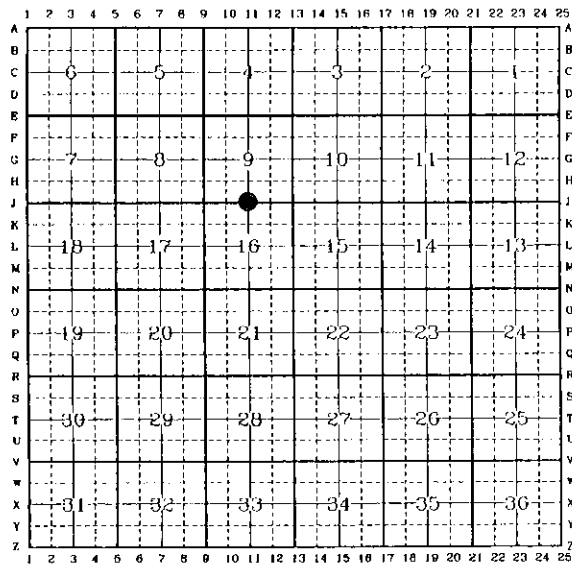 1 2 3 4 5 6 7 8 9 10 11 12 13 14 15 16 17 18 19 20 21 22 23 24 25
A A
B B
C 6 5 4 3 2 1 C
D D
E E
F F
G 7 8 9 10 11 12 G
H H
J J
K K
L 18 17 16 15 14 13 L
M M
N N
O O
P 19 20 21 22 23 24 P
Q Q
R R
S S
T 30 29 28 27 26 25 T
U U
V V
W W
X 31 32 33 34 35 36 X
Y Y
Z Z
1 2 3 4 5 6 7 8 9 10 11 12 13 14 15 16 17 18 19 20 21 22 23 24 25